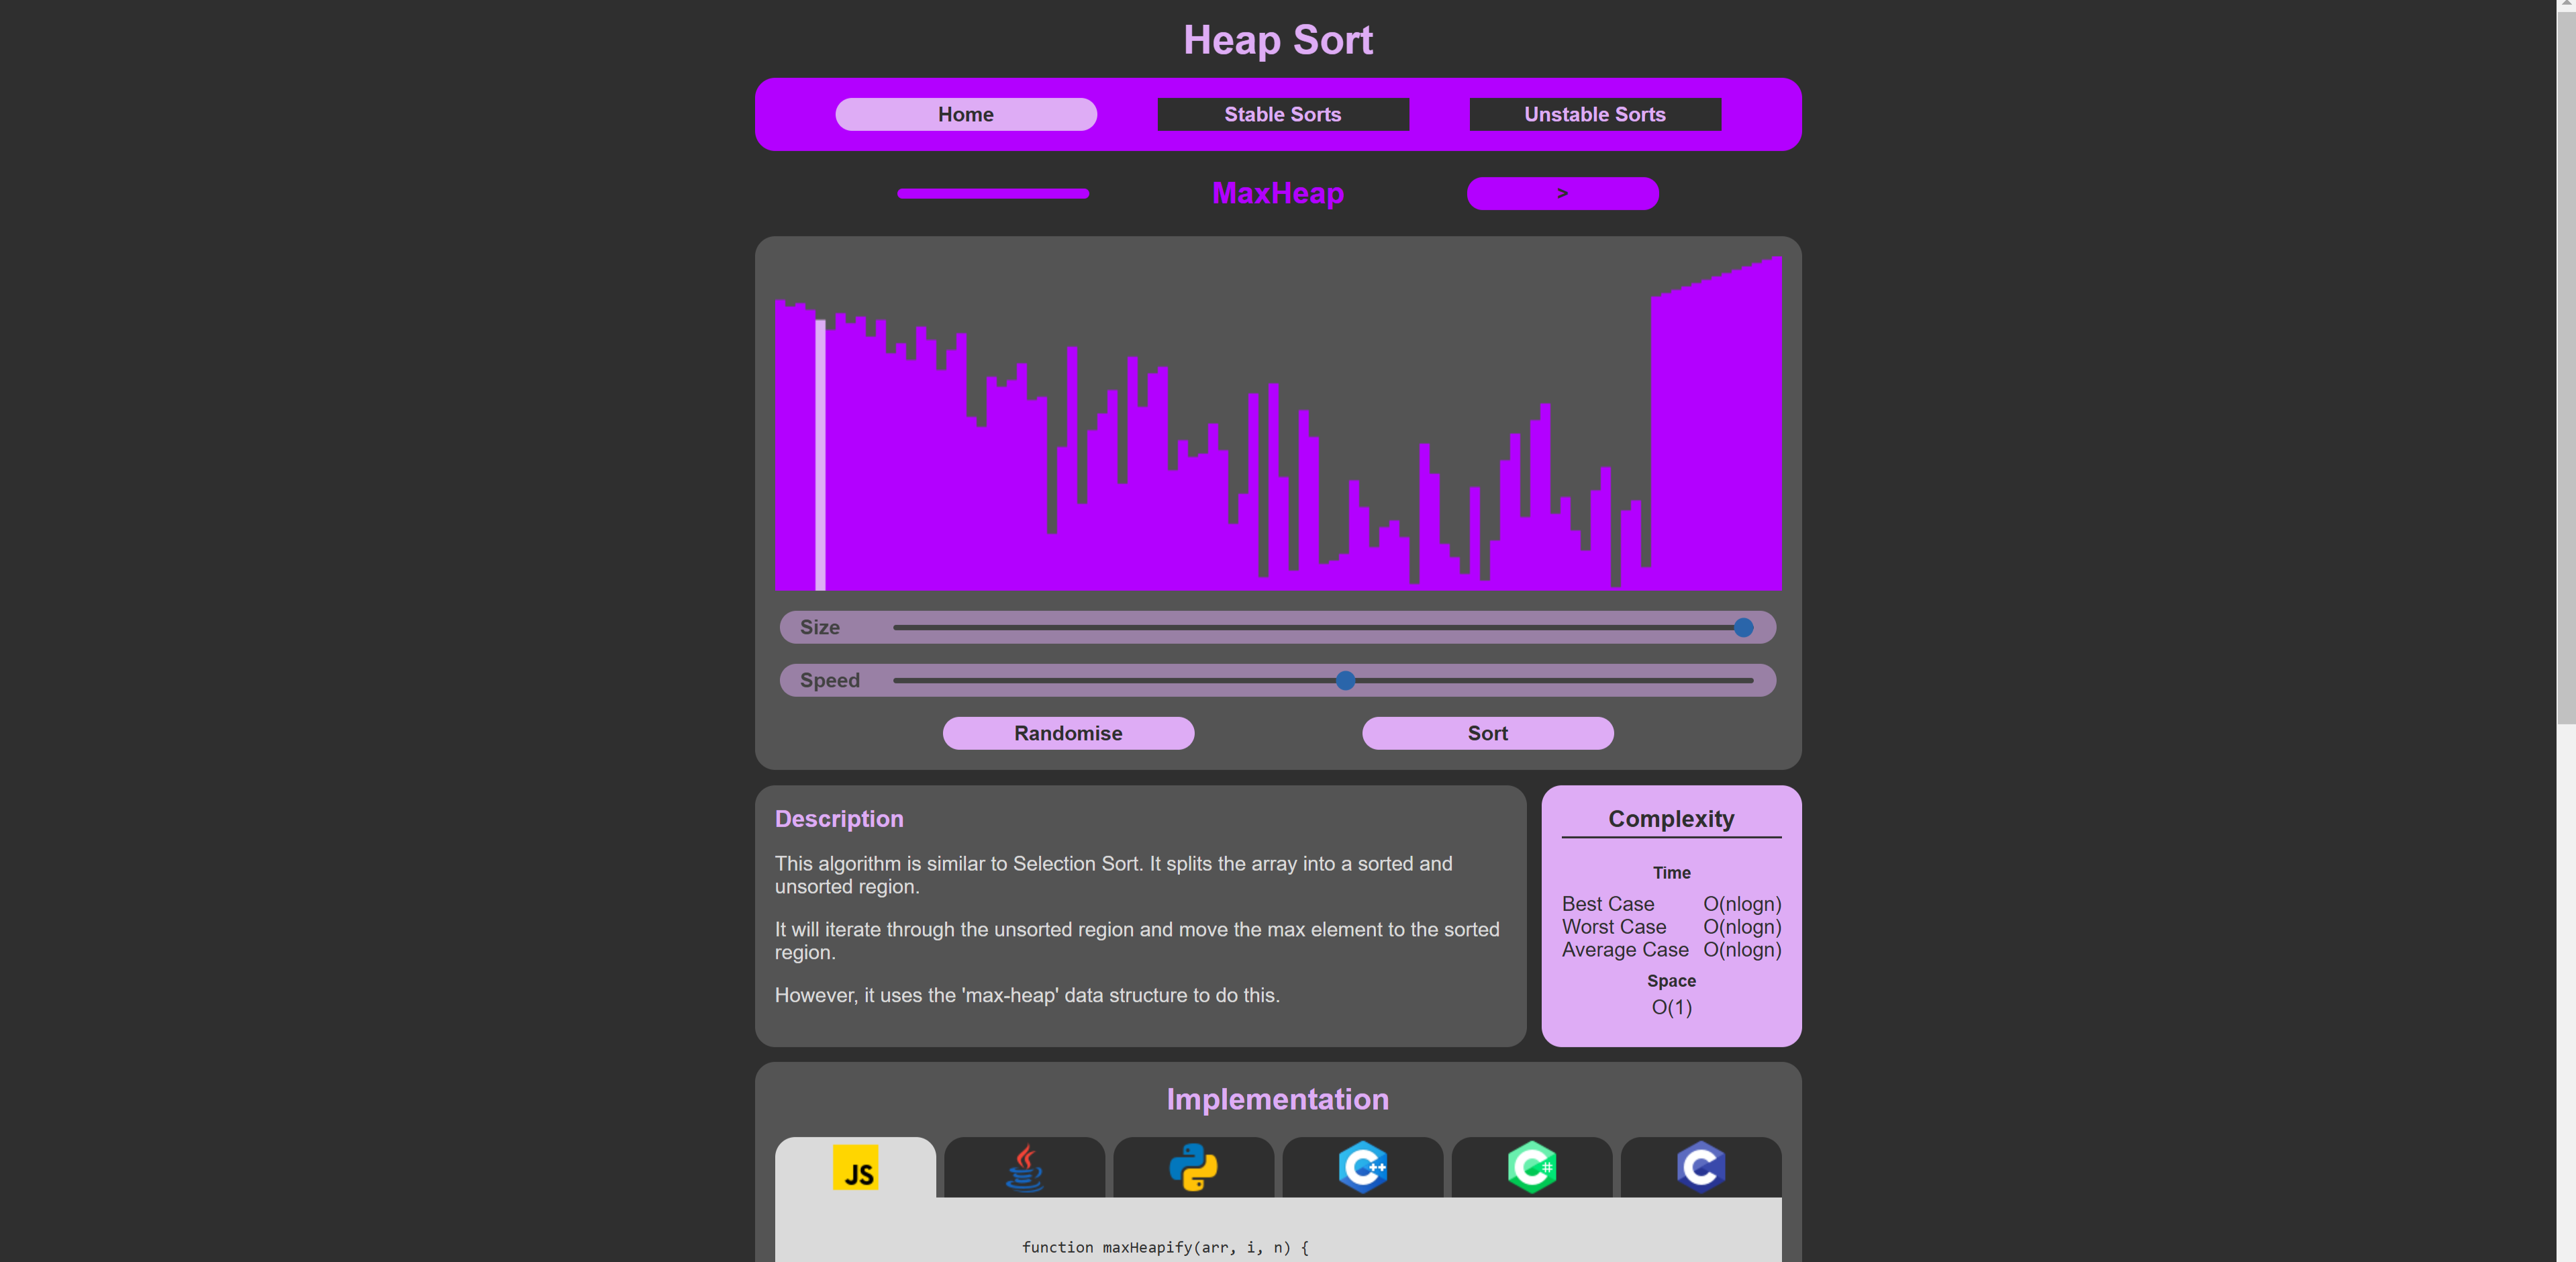 Heap Sort
Home
Stable Sorts
Unstable Sorts
MaxHeap
>
Size
Speed
Randomise
Sort
Description
This algorithm is similar to Selection Sort. It splits the array into a sorted and
unsorted region.
It will iterate through the unsorted region and move the max element to the sorted
region.
However, it uses the 'max-heap' data structure to do this.
Complexity
Time
Best Case O(nlogn)
Worst Case O(nlogn)
Average Case O(nlogn)
Space
O(1)
Implementation
JS
C++
C#
C
function maxHeapify(arr, i, n) {